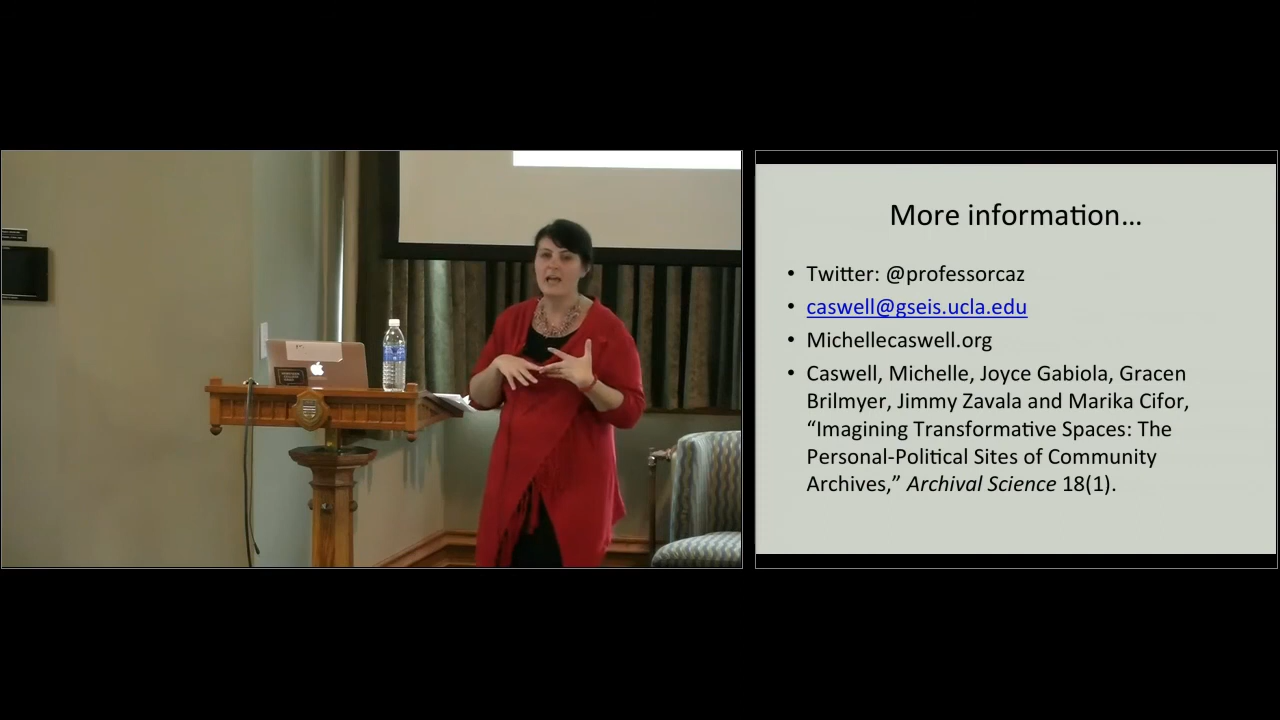 More information...
• Twitter: @professorcaz
• caswell@gseis.ucla.edu
• Michellecaswell.org
• Caswell, Michelle, Joyce Gabiola, Gracen
Brilmyer, Jimmy Zavala and Marika Cifor,
“Imagining Transformative Spaces: The
Personal-Political Sites of Community
Archives,” Archival Science 18(1).